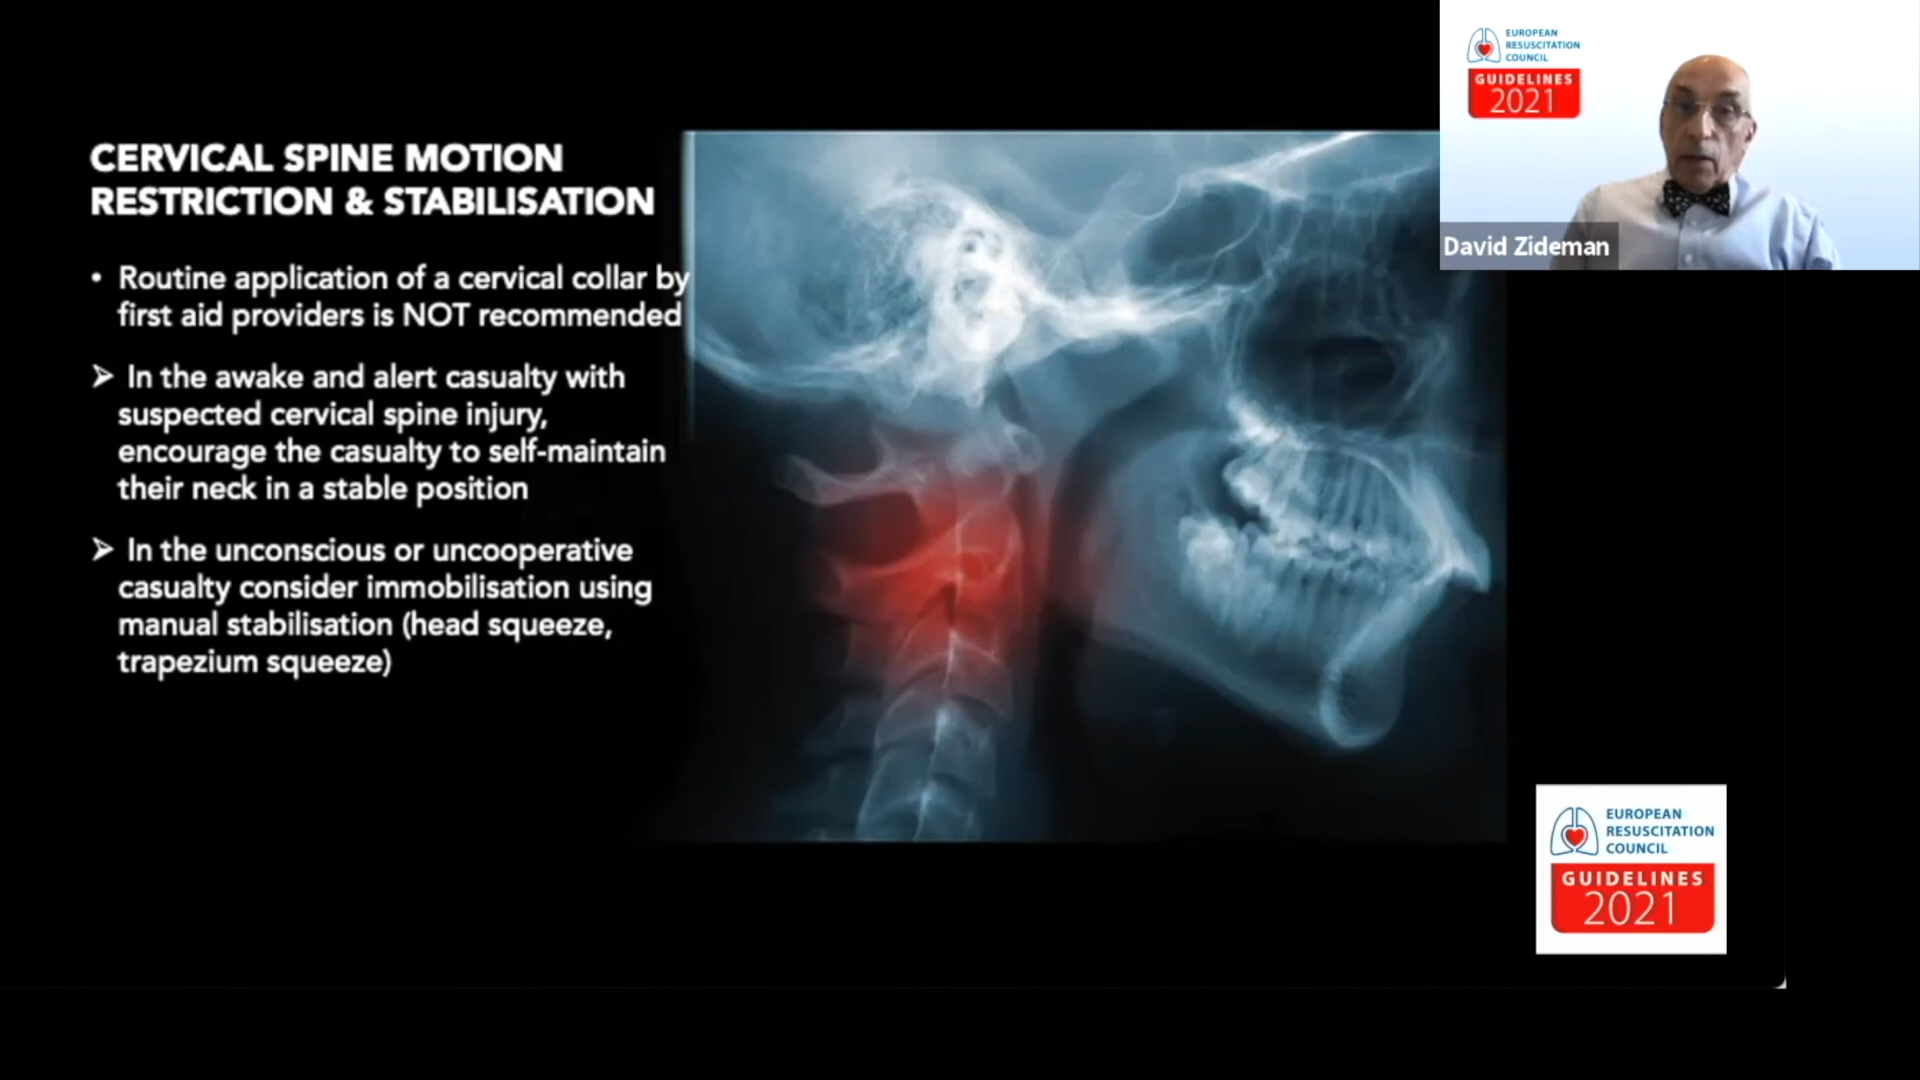 CERVICAL SPINE MOTION
RESTRICTION & STABILISATION
• Routine application of a cervical collar by
first aid providers is NOT recommended
➢ In the awake and alert casualty with
suspected cervical spine injury,
encourage the casualty to self-maintain
their neck in a stable position
➢ In the unconscious or uncooperative
casualty consider immobilisation using
manual stabilisation (head squeeze,
trapezium squeeze)
EUROPEAN
RESUSCITATION
COUNCIL
GUIDELINES
2021
David Zideman
EUROPEAN
RESUSCITATION
COUNCIL
GUIDELINES
2021